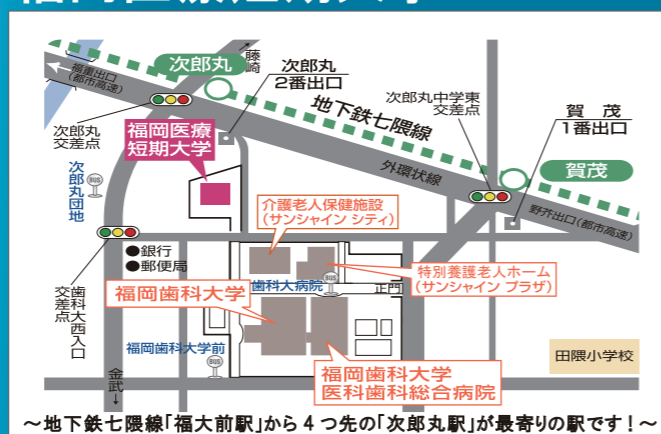 福岡医療短期大学
藤崎
福重出口
(都市高速)
次郎丸
次郎丸
2番出口
地下鉄七隈線
次郎丸中学東
交差点
賀 茂
1番出口
次郎丸
交差点
福岡医療
短期大学
外環状線
賀茂
BUS
次郎丸団地
野芥出口(都市高速)
介護老人保健施設
(サンシャイン シティ)
●銀行
●郵便局
歯科大西入口
交差点
BUS
歯科大病院
正門
特別養護老人ホーム
(サンシャイン プラザ)
福岡歯科大学
福岡歯科大学前
BUS
福岡歯科大学
医科歯科総合病院
田隈小学校
金武
～地下鉄七隈線「福大前駅」から4つ先の「次郎丸駅」が最寄りの駅です!～